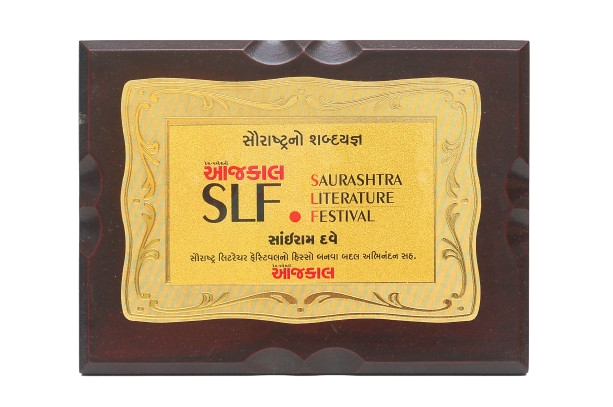 સૌરાષ્ટ્રનો શબ્દયજ્ઞ
આજકાલ
SLF.
SAURASHTRA
LITERATURE
FESTIVAL
સાંઈરામ દવે
સૌરાષ્ટ્ર લિટરેચર ફેસ્ટિવલનો હિસ્સો બનવા બદલ અભિનંદન સહ.
આજકાલ